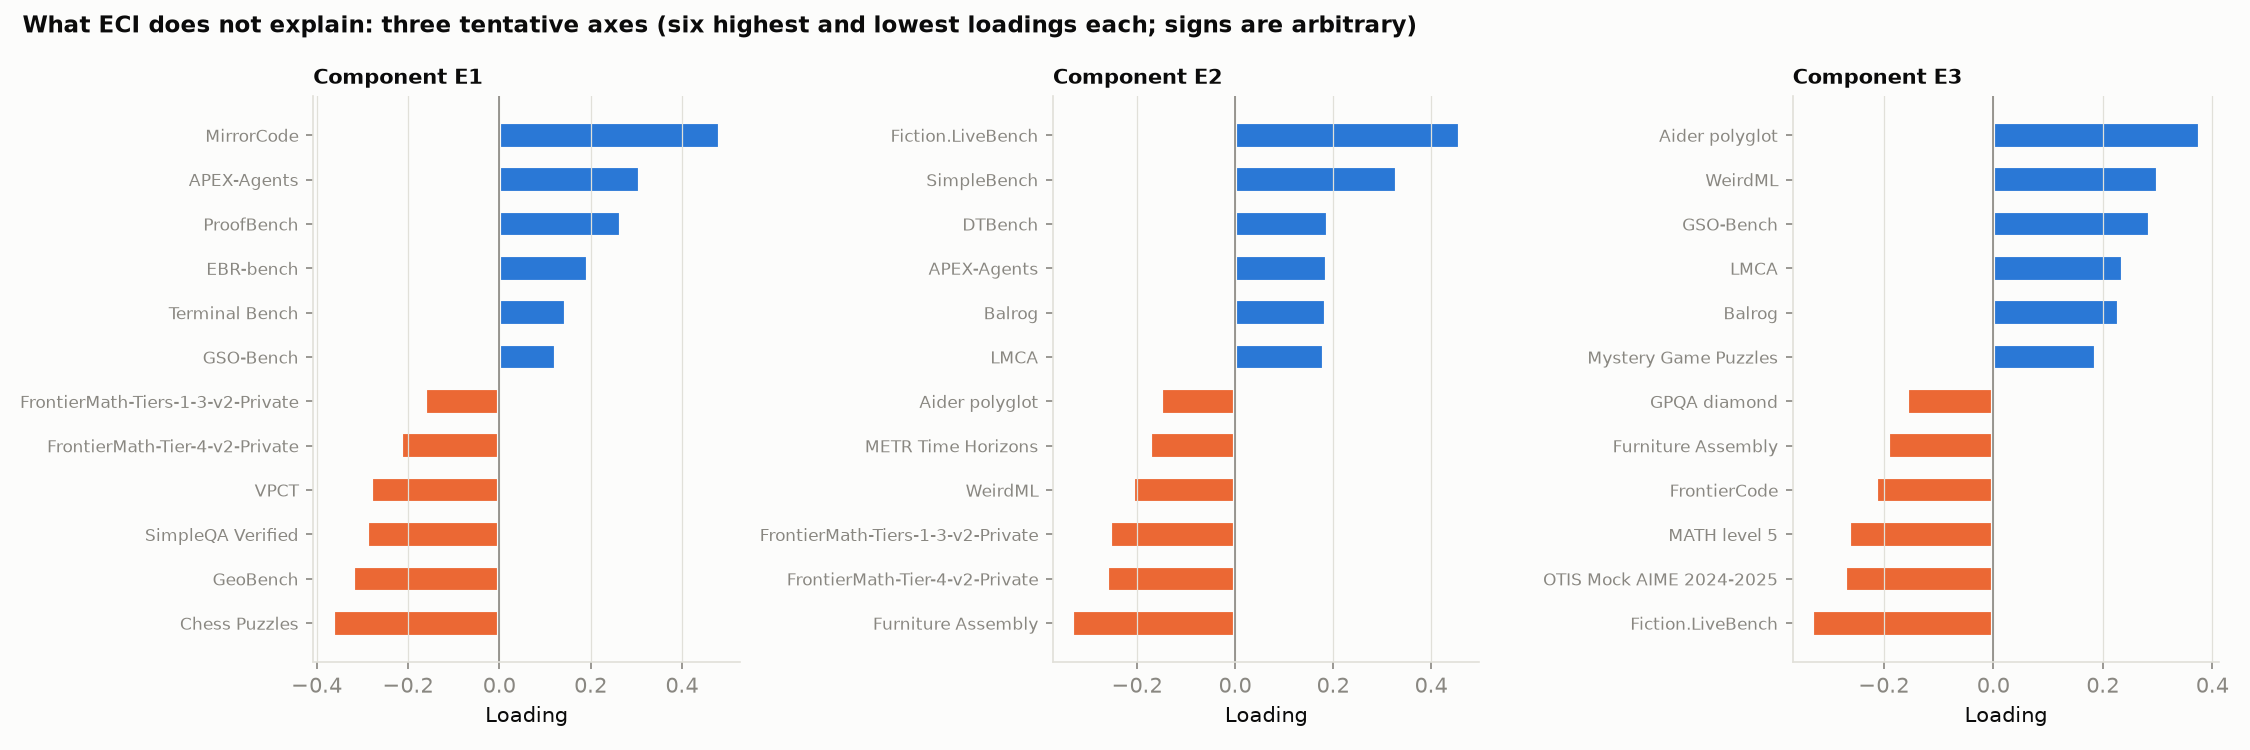 What ECI does not explain: three tentative axes (six highest and lowest loadings each; signs are arbitrary)
Component E1
MirrorCode
APEX-Agents
ProofBench
EBR-bench
Terminal Bench
GSO-Bench
FrontierMath-Tiers-1-3-v2-Private
FrontierMath-Tier-4-v2-Private
VPCT
SimpleQA Verified
GeoBench
Chess Puzzles
−0.4 −0.2 0.0 0.2 0.4
Loading
Component E2
Fiction.LiveBench
SimpleBench
DTBench
APEX-Agents
Balrog
LMCA
Aider polyglot
METR Time Horizons
WeirdML
FrontierMath-Tiers-1-3-v2-Private
FrontierMath-Tier-4-v2-Private
Furniture Assembly
−0.2 0.0 0.2 0.4
Loading
Component E3
Aider polyglot
WeirdML
GSO-Bench
LMCA
Balrog
Mystery Game Puzzles
GPQA diamond
Furniture Assembly
FrontierCode
MATH level 5
OTIS Mock AIME 2024-2025
Fiction.LiveBench
−0.2 0.0 0.2 0.4
Loading